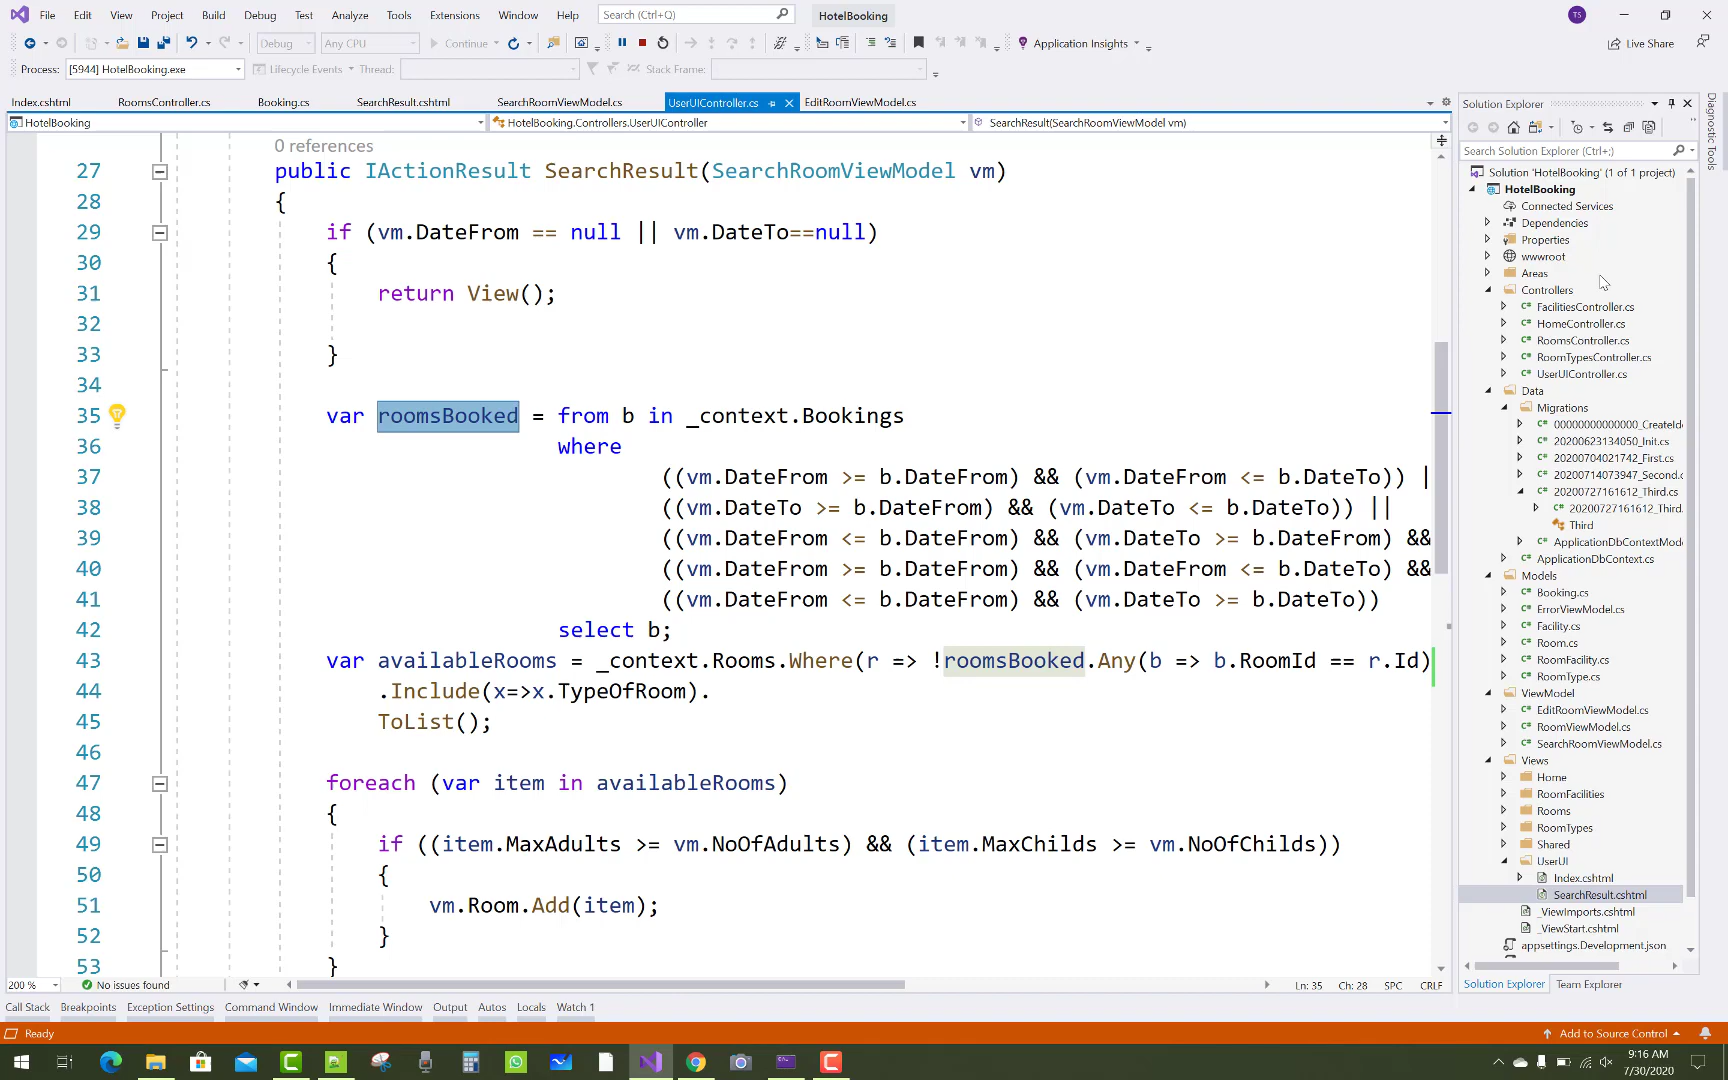 File Edit View Project Build Debug Test Analyze Tools Extensions Window Help Search (Ctrl+Q) HotelBooking TS
Debug Any CPU Continue Application Insights Live Share
Process: [5944] HotelBooking.exe Lifecycle Events Thread: Stack Frame:
Index.cshtml RoomsController.cs Booking.cs SearchResult.cshtml SearchRoomViewModel.cs UserUIController.cs EditRoomViewModel.cs
HotelBooking HotelBooking.Controllers.UserUIController SearchResult(SearchRoomViewModel vm)
0 references
27 public IActionResult SearchResult(SearchRoomViewModel vm)
28 {
29 if (vm.DateFrom == null || vm.DateTo==null)
30 {
31 return View();
32
33 }
34
35 var roomsBooked = from b in _context.Bookings
36 where
37 ((vm.DateFrom >= b.DateFrom) && (vm.DateFrom <= b.DateTo)) |
38 ((vm.DateTo >= b.DateFrom) && (vm.DateTo <= b.DateTo)) ||
39 ((vm.DateFrom <= b.DateFrom) && (vm.DateTo >= b.DateFrom) &&
40 ((vm.DateFrom >= b.DateFrom) && (vm.DateFrom <= b.DateTo) &&
41 ((vm.DateFrom <= b.DateFrom) && (vm.DateTo >= b.DateTo))
42 select b;
43 var availableRooms = _context.Rooms.Where(r => !roomsBooked.Any(b => b.RoomId == r.Id)
44 .Include(x=>x.TypeOfRoom).
45 ToList();
46
47 foreach (var item in availableRooms)
48 {
49 if ((item.MaxAdults >= vm.NoOfAdults) && (item.MaxChilds >= vm.NoOfChilds))
50 {
51 vm.Room.Add(item);
52 }
53 }
200 % No issues found Ln: 35 Ch: 28 SPC CRLF
Solution Explorer
Search Solution Explorer (Ctrl+;)
Solution 'HotelBooking' (1 of 1 project)
HotelBooking
Connected Services
Dependencies
Properties
wwwroot
Areas
Controllers
FacilitiesController.cs
HomeController.cs
RoomsController.cs
RoomTypesController.cs
UserUIController.cs
Data
Migrations
00000000000000_CreateIde
20200623134050_Init.cs
20200704021742_First.cs
20200714073947_Second.c
20200727161612_Third.cs
20200727161612_Third.
Third
ApplicationDbContextMode
ApplicationDbContext.cs
Models
Booking.cs
ErrorViewModel.cs
Facility.cs
Room.cs
RoomFacility.cs
RoomType.cs
ViewModel
EditRoomViewModel.cs
RoomViewModel.cs
SearchRoomViewModel.cs
Views
Home
RoomFacilities
Rooms
RoomTypes
Shared
UserUI
Index.cshtml
SearchResult.cshtml
_ViewImports.cshtml
_ViewStart.cshtml
appsettings.Development.json
Solution Explorer Team Explorer
Diagnostic Tools
Call Stack Breakpoints Exception Settings Command Window Immediate Window Output Autos Locals Watch 1
Ready Add to Source Control
9:16 AM
7/30/2020